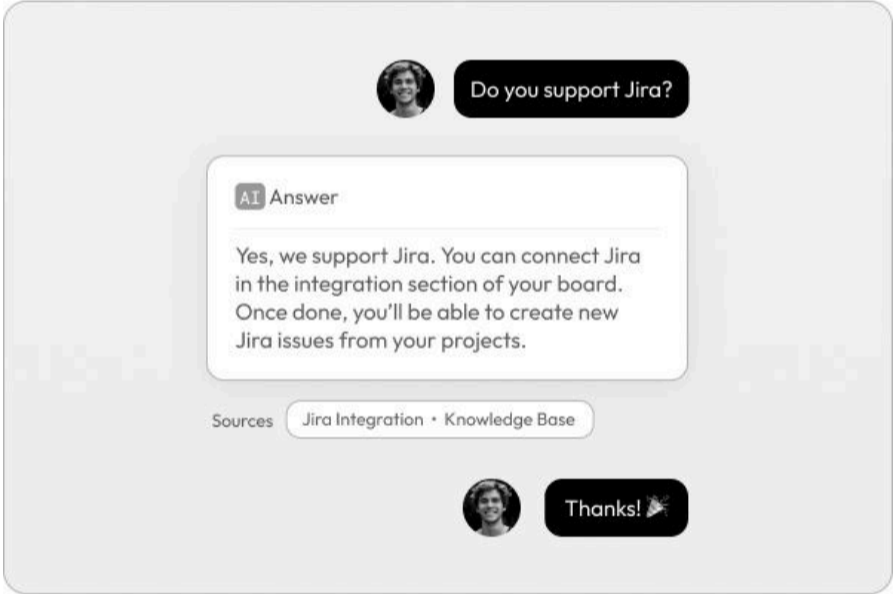 Do you support Jira?
AI Answer
Yes, we support Jira. You can connect Jira
in the integration section of your board.
Once done, you'll be able to create new
Jira issues from your projects.
Sources Jira Integration • Knowledge Base
Thanks! 🎉